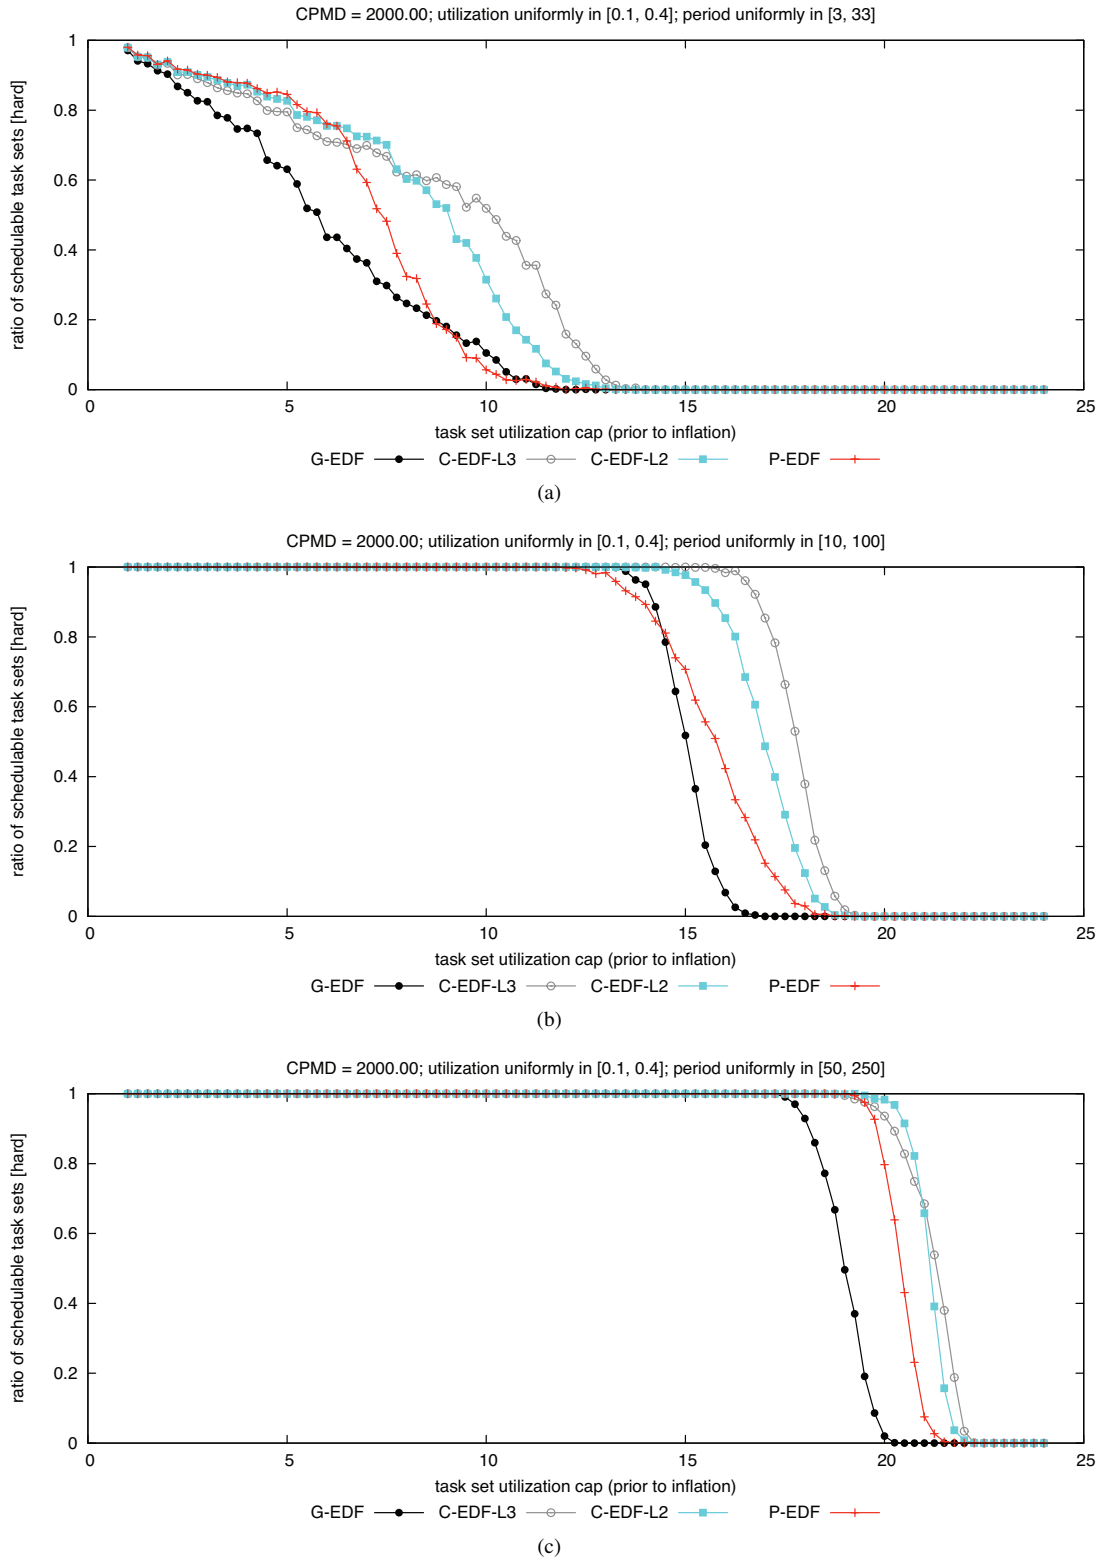 CPMD = 2000.00; utilization uniformly in [0.1, 0.4]; period uniformly in [3, 33]
ratio of schedulable task sets [hard]
1
0.8
0.6
0.4
0.2
0
0 5 10 15 20 25
task set utilization cap (prior to inflation)
G-EDF C-EDF-L3 C-EDF-L2 P-EDF
(a)
CPMD = 2000.00; utilization uniformly in [0.1, 0.4]; period uniformly in [10, 100]
ratio of schedulable task sets [hard]
1
0.8
0.6
0.4
0.2
0
0 5 10 15 20 25
task set utilization cap (prior to inflation)
G-EDF C-EDF-L3 C-EDF-L2 P-EDF
(b)
CPMD = 2000.00; utilization uniformly in [0.1, 0.4]; period uniformly in [50, 250]
ratio of schedulable task sets [hard]
1
0.8
0.6
0.4
0.2
0
0 5 10 15 20 25
task set utilization cap (prior to inflation)
G-EDF C-EDF-L3 C-EDF-L2 P-EDF
(c)